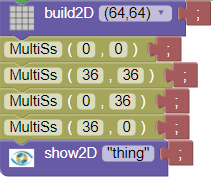 build2D (64,64) ;
MultiSs ( 0 , 0 ) ;
MultiSs ( 36 , 36 ) ;
MultiSs ( 0 , 36 ) ;
MultiSs ( 36 , 0 ) ;
show2D "thing" ;